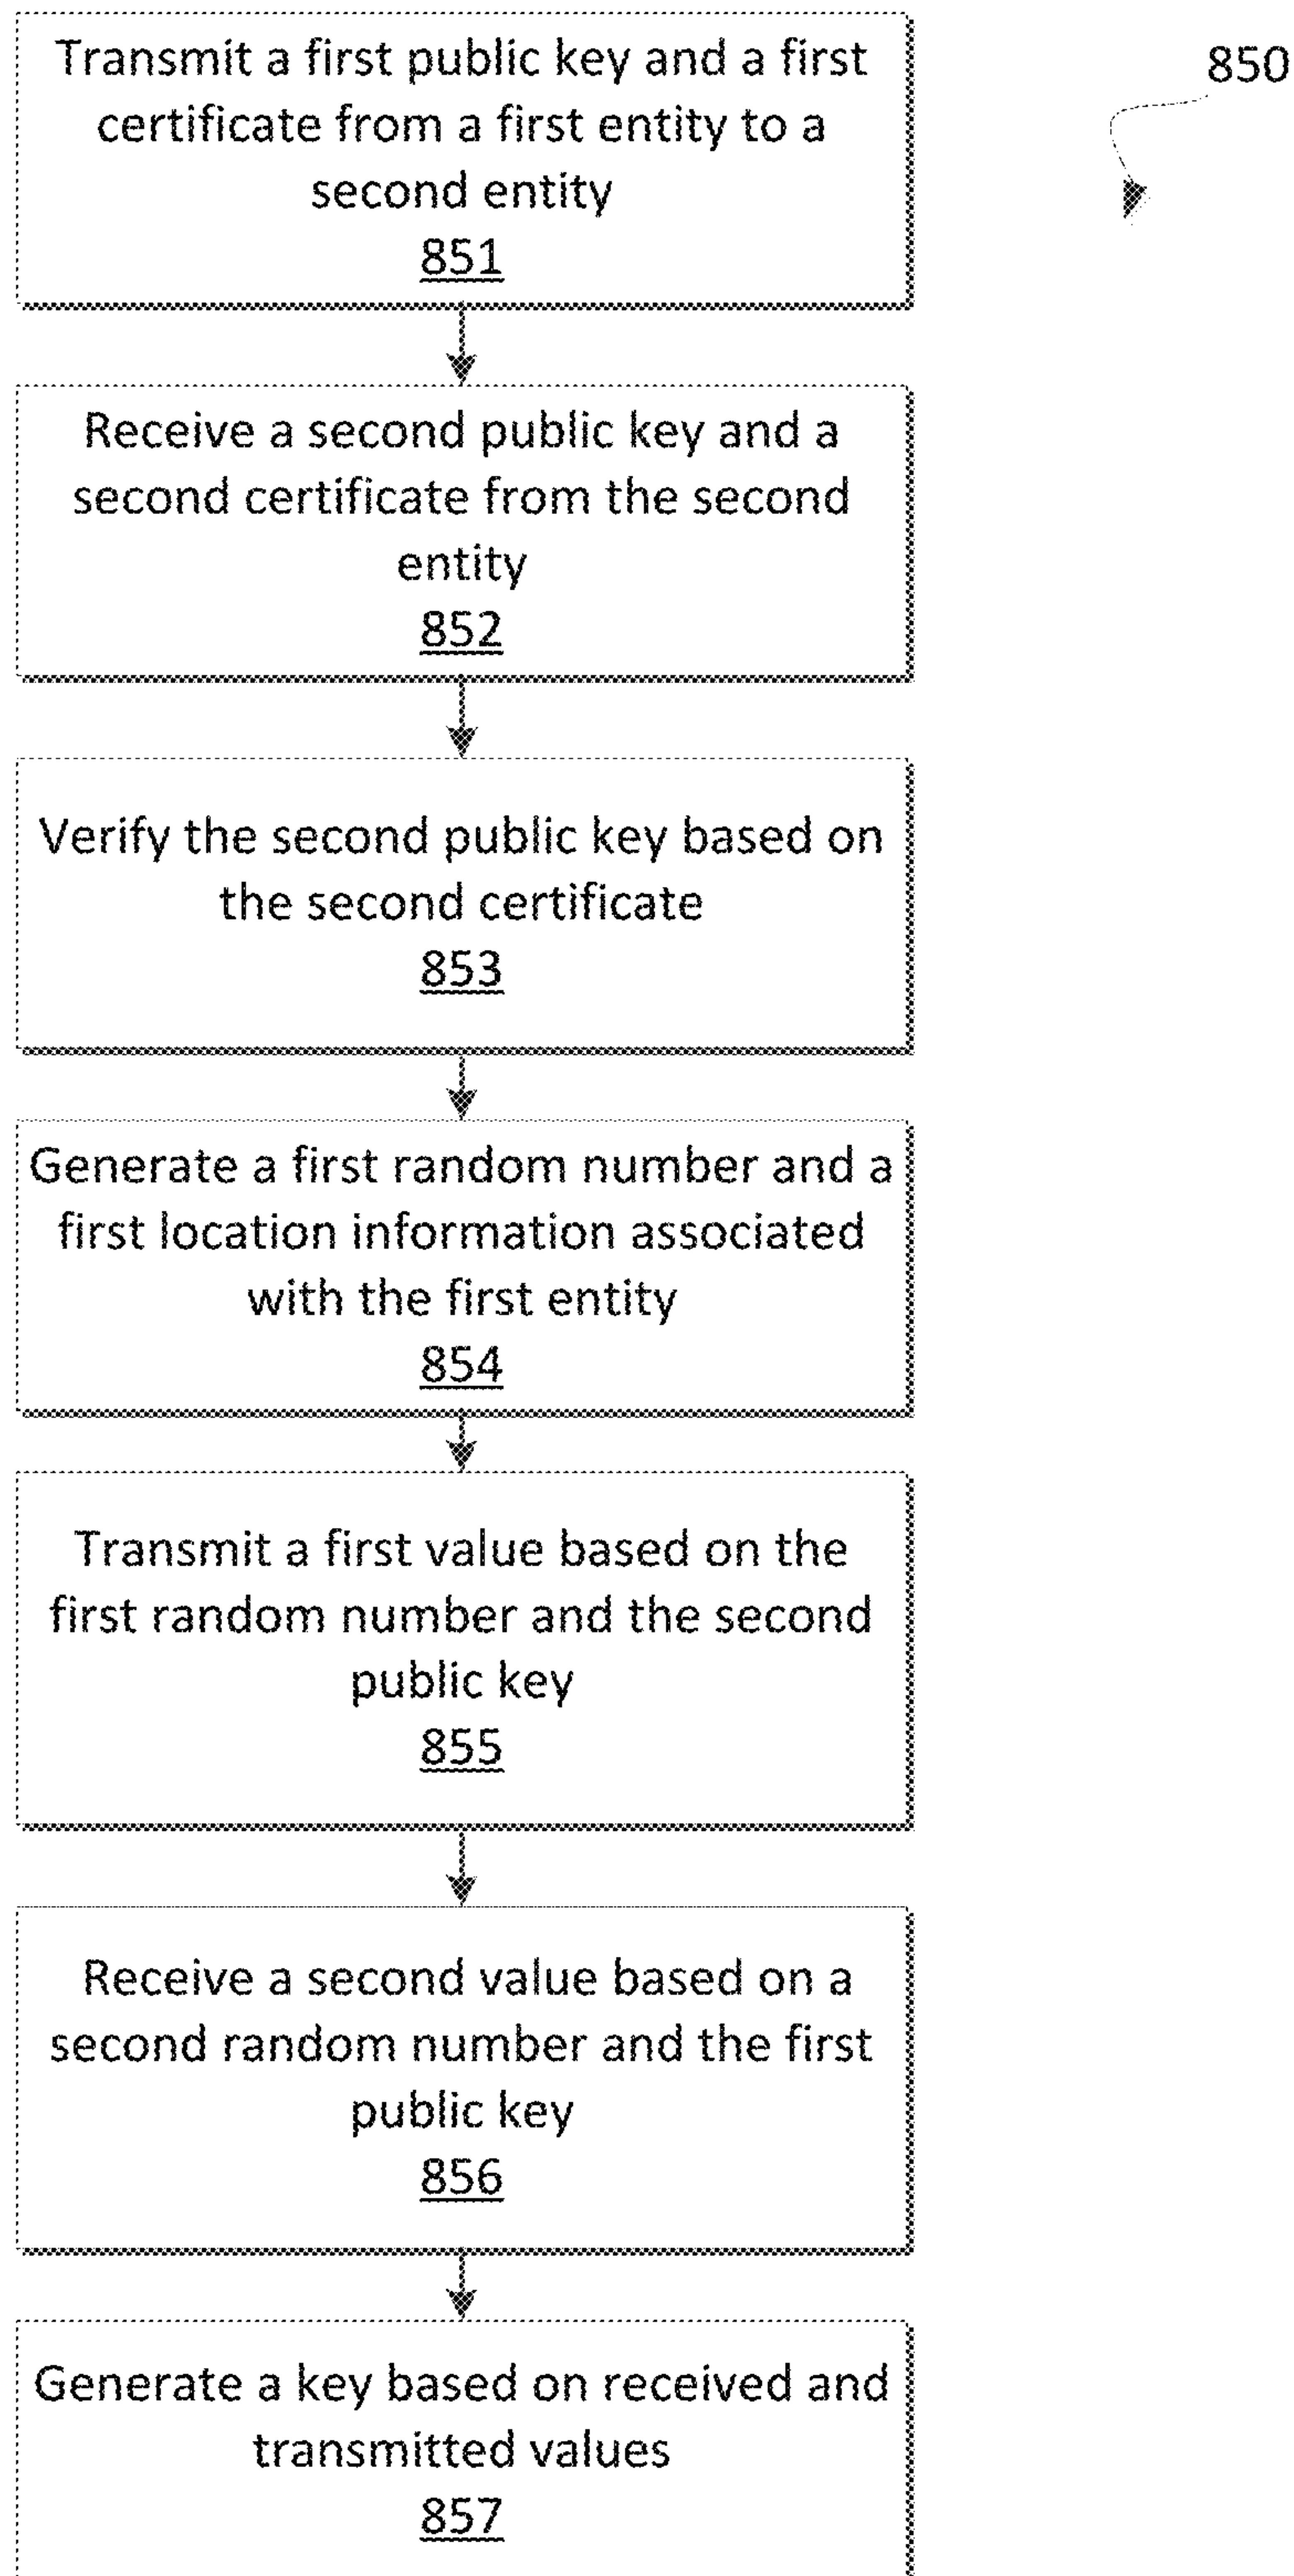 Transmit a first public key and a first
certificate from a first entity to a
second entity
851
850
Receive a second public key and a
second certificate from the second
entity
852
Verify the second public key based on
the second certificate
853
Generate a first random number and a
first location information associated
with the first entity
854
Transmit a first value based on the
first random number and the second
public key
855
Receive a second value based on a
second random number and the first
public key
856
Generate a key based on received and
transmitted values
857